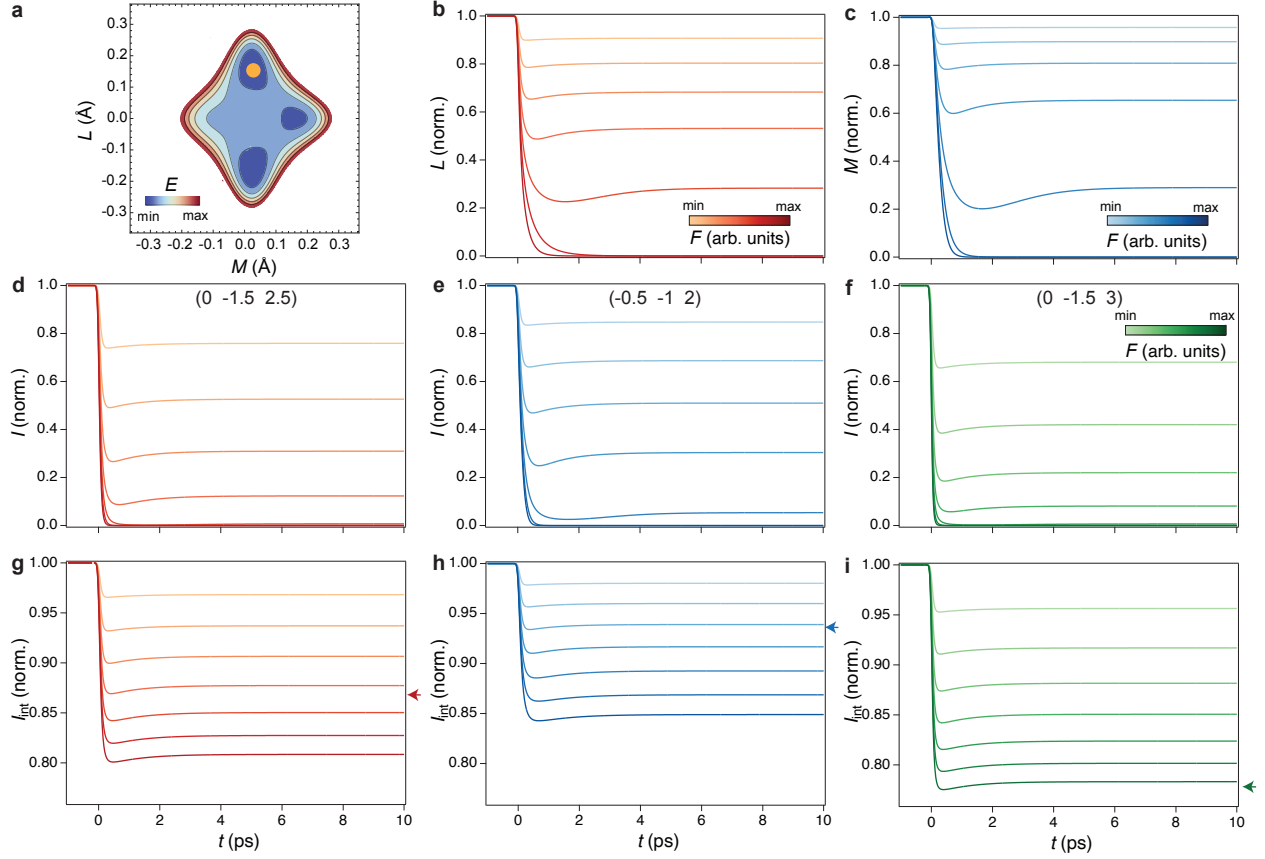 a
0.3
0.2
0.1
0.0
-0.1
-0.2
-0.3
L (Å)
E
min max
-0.3 -0.2 -0.1 0.0 0.1 0.2 0.3
M (Å)
b
1.0
0.8
0.6
0.4
0.2
0.0
L (norm.)
min max
F (arb. units)
c
1.0
0.8
0.6
0.4
0.2
0.0
M (norm.)
min max
F (arb. units)
d
(0 -1.5 2.5)
1.0
0.8
0.6
0.4
0.2
0.0
I (norm.)
e
(-0.5 -1 2)
1.0
0.8
0.6
0.4
0.2
0.0
I (norm.)
f
(0 -1.5 3)
min max
F (arb. units)
1.0
0.8
0.6
0.4
0.2
0.0
I (norm.)
g
1.00
0.95
0.90
0.85
0.80
Iint (norm.)
0 2 4 6 8 10
t (ps)
h
1.00
0.95
0.90
0.85
0.80
Iint (norm.)
0 2 4 6 8 10
t (ps)
i
1.00
0.95
0.90
0.85
0.80
Iint (norm.)
0 2 4 6 8 10
t (ps)